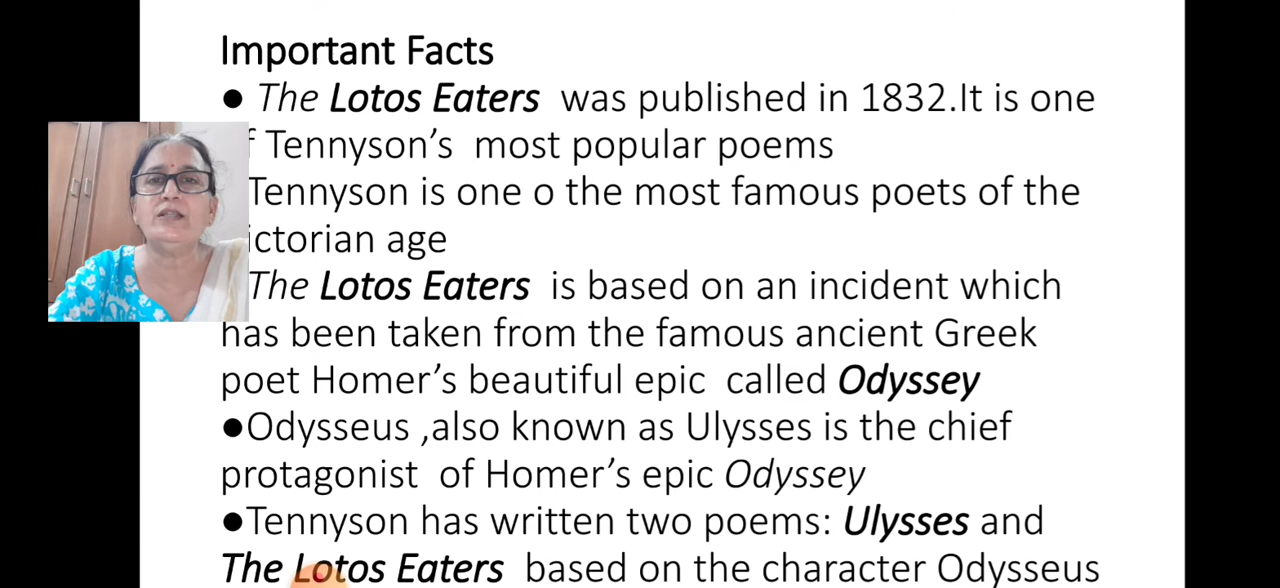 Important Facts
● The Lotos Eaters was published in 1832.It is one
Tennyson's most popular poems
Tennyson is one o the most famous poets of the
ictorian age
The Lotos Eaters is based on an incident which
has been taken from the famous ancient Greek
poet Homer's beautiful epic called Odyssey
●Odysseus ,also known as Ulysses is the chief
protagonist of Homer's epic Odyssey
●Tennyson has written two poems: Ulysses and
The Lotos Eaters based on the character Odysseus